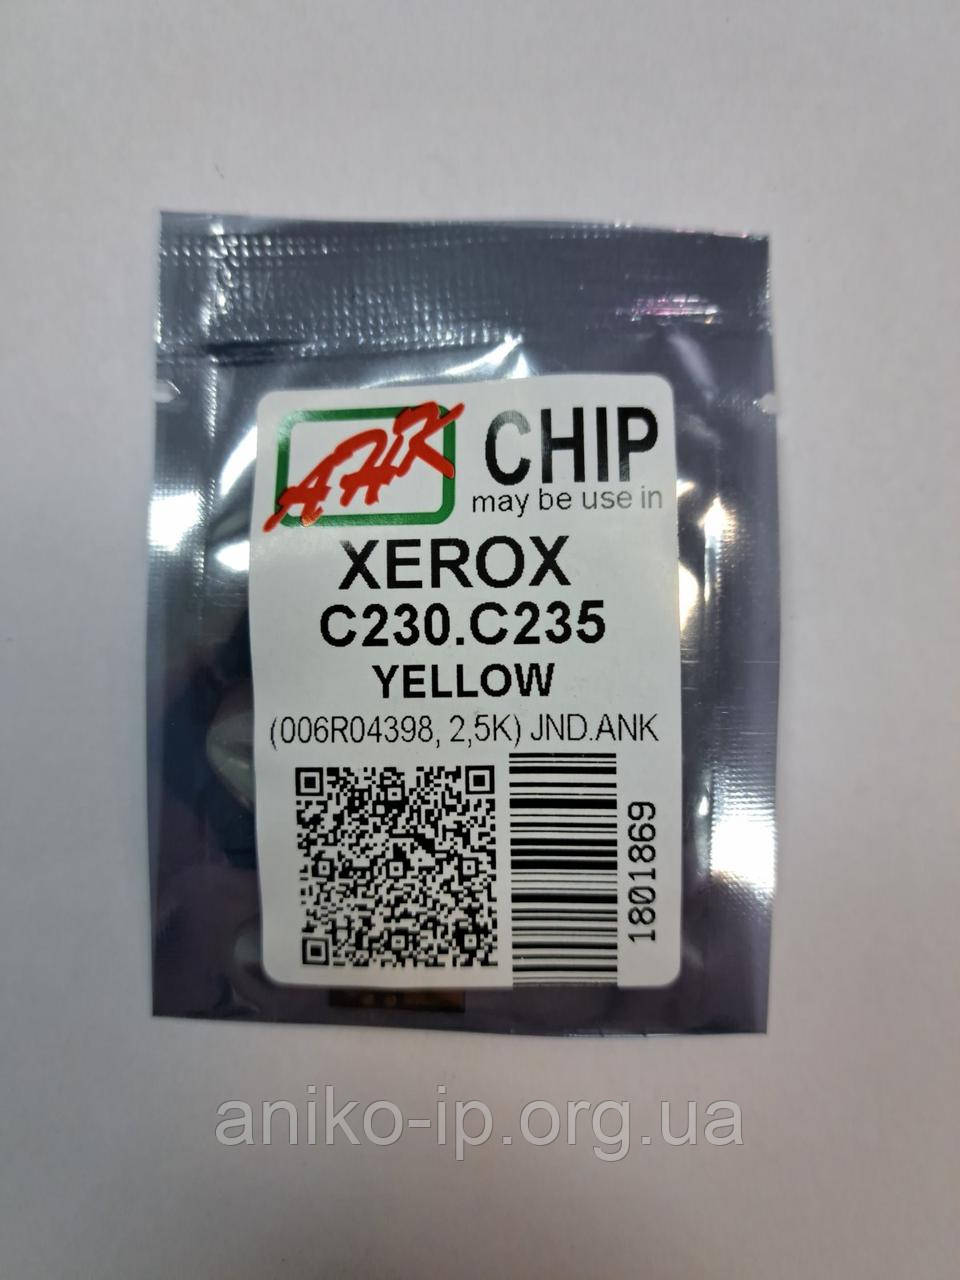 АНК
CHIP
may be use in
XEROX
C230.C235
YELLOW
(006R04398, 2,5K) JND.ANK
1801869
aniko-ip.org.ua